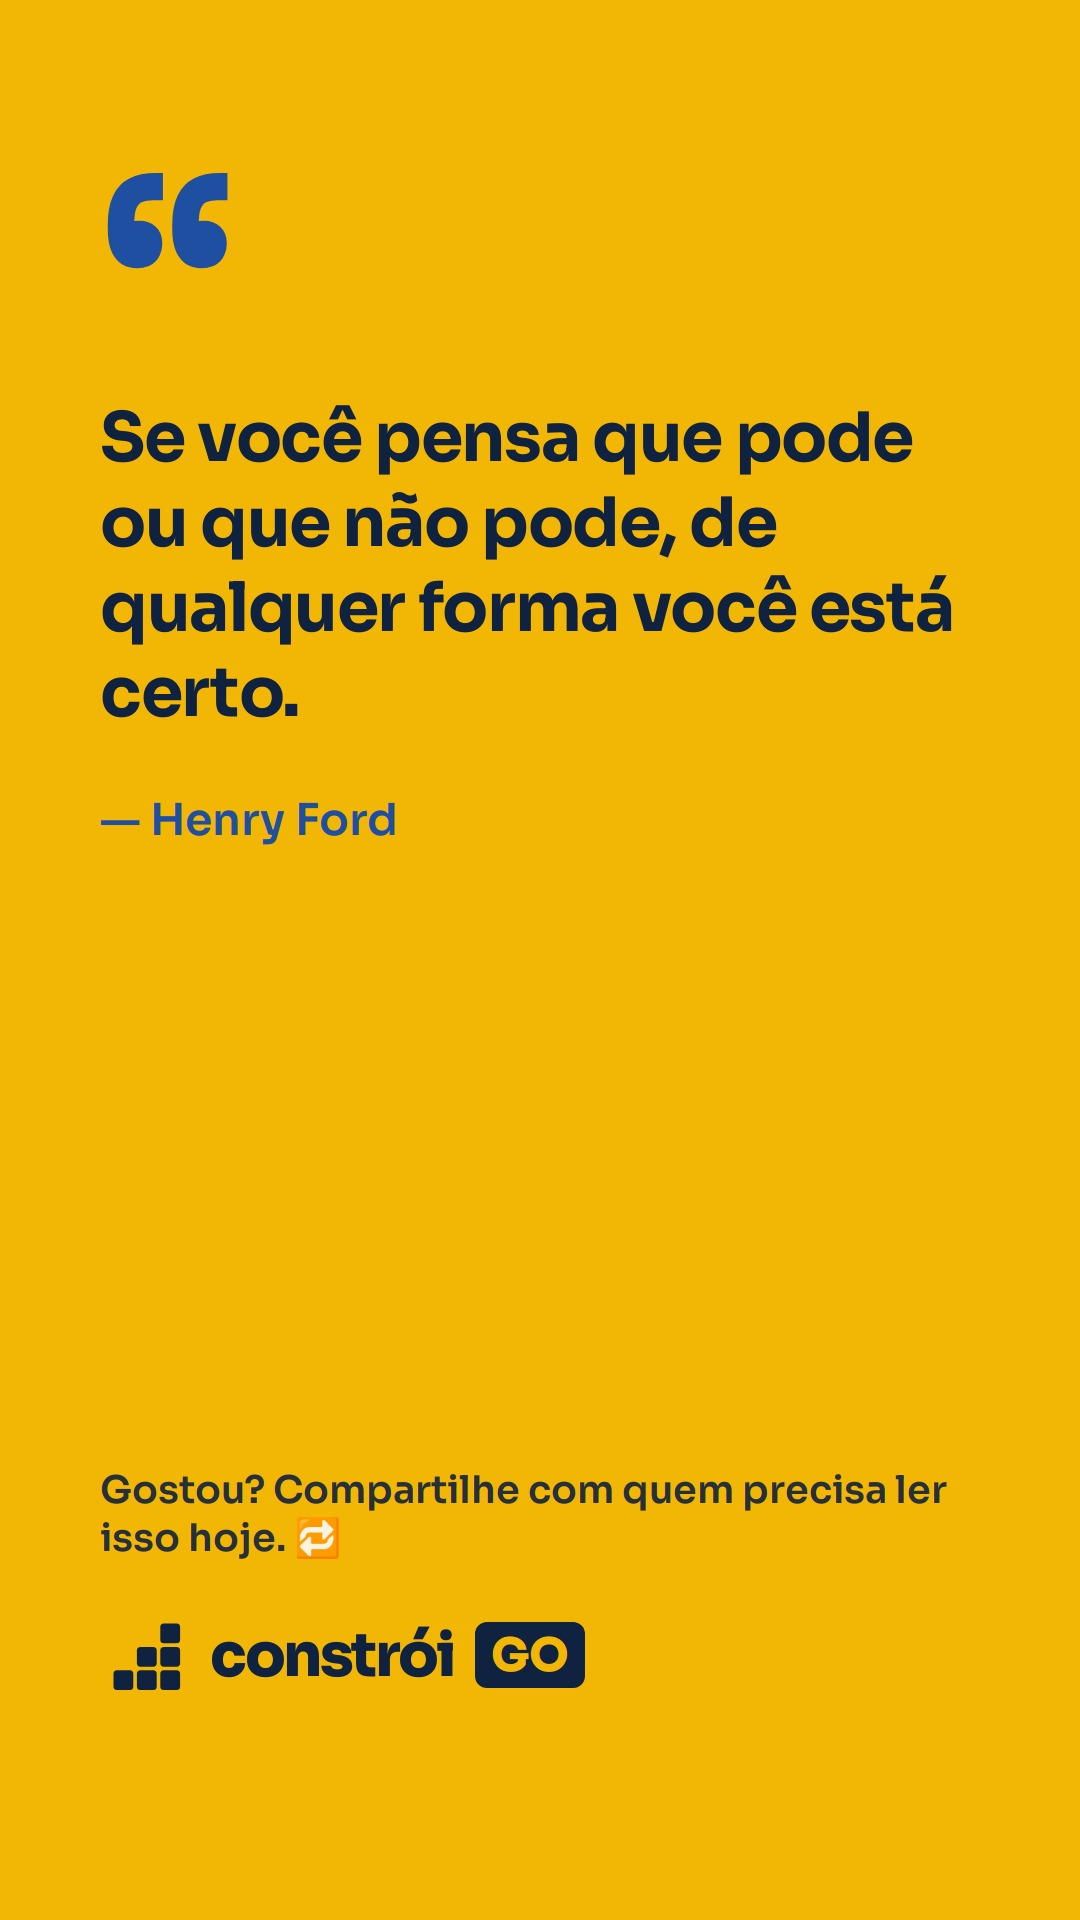 “
Se você pensa que pode
ou que não pode, de
qualquer forma você está
certo.
— Henry Ford
Gostou? Compartilhe com quem precisa ler
isso hoje. 🔁
constrói GO